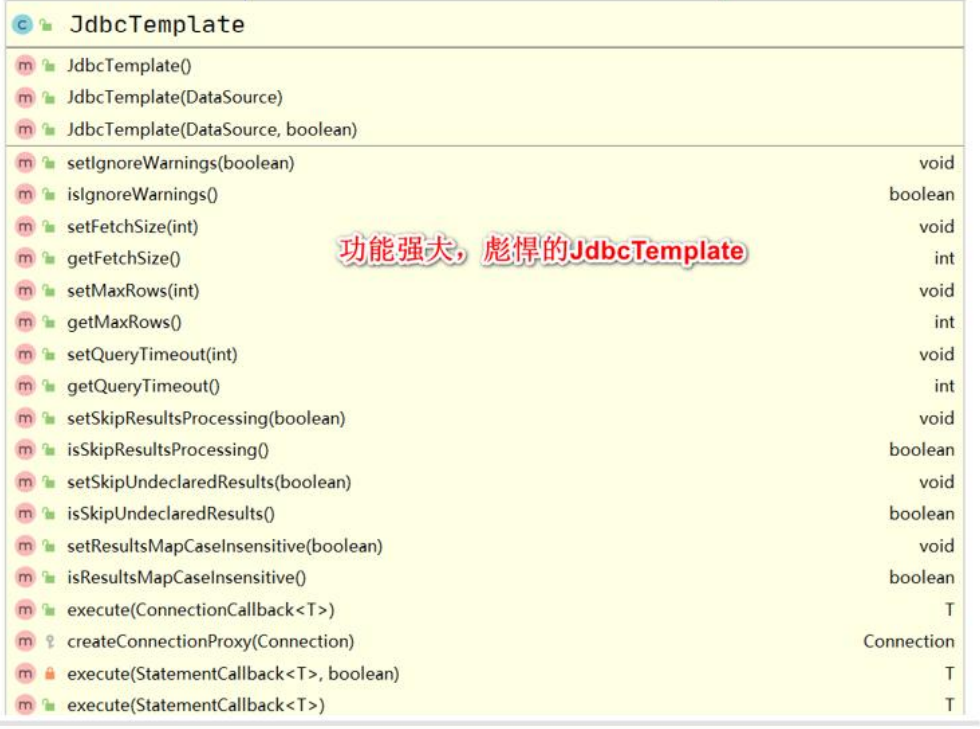 JdbcTemplate
JdbcTemplate()
JdbcTemplate(DataSource)
JdbcTemplate(DataSource, boolean)
setIgnoreWarnings(boolean) void
isIgnoreWarnings() boolean
setFetchSize(int) void
功能强大，彪悍的JdbcTemplate
getFetchSize() int
setMaxRows(int) void
getMaxRows() int
setQueryTimeout(int) void
getQueryTimeout() int
setSkipResultsProcessing(boolean) void
isSkipResultsProcessing() boolean
setSkipUndeclaredResults(boolean) void
isSkipUndeclaredResults() boolean
setResultsMapCaseInsensitive(boolean) void
isResultsMapCaseInsensitive() boolean
execute(ConnectionCallback<T>) T
createConnectionProxy(Connection) Connection
execute(StatementCallback<T>, boolean) T
execute(StatementCallback<T>) T